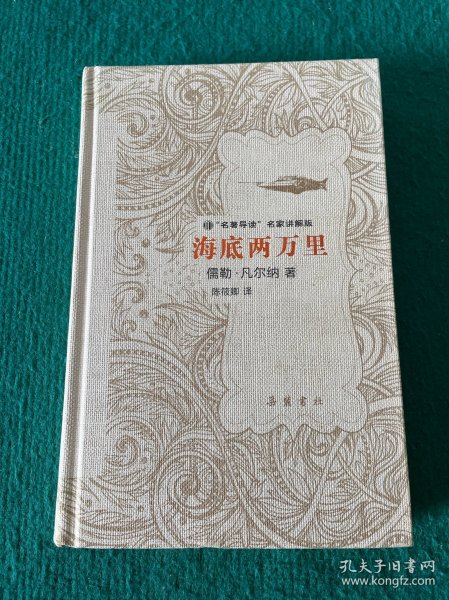 “名著导读”名家讲解版
海底两万里
儒勒·凡尔纳 著
陈筱卿 译
岳麓书社
孔夫子旧书网
www.kongfz.com